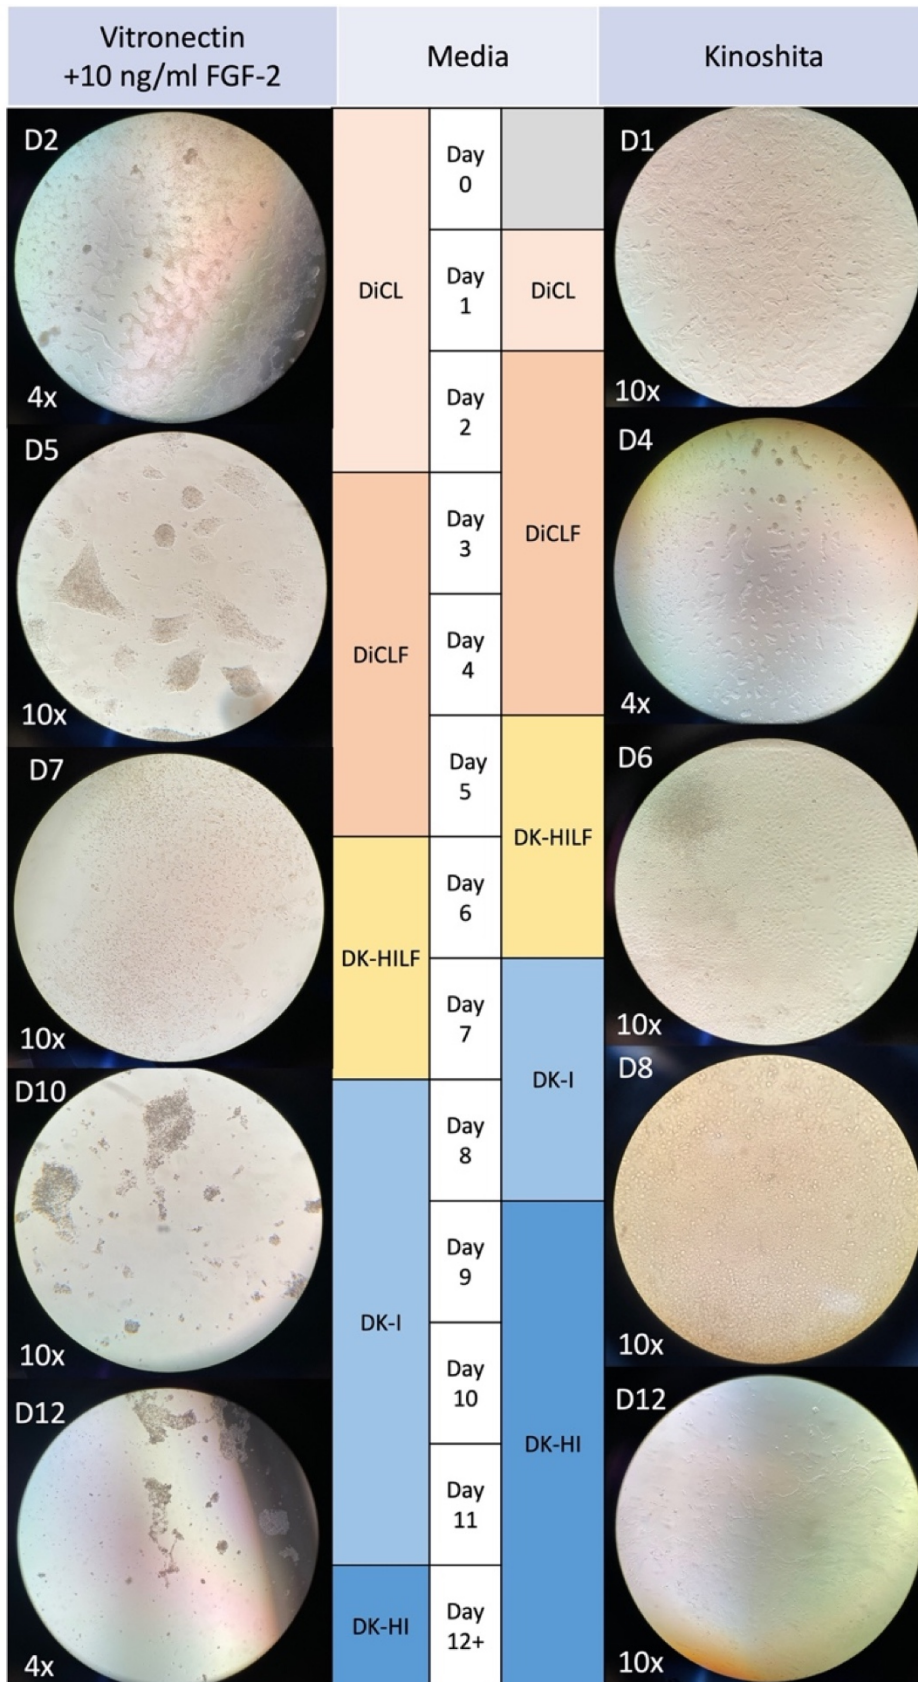 Vitronectin
+10 ng/ml FGF-2
Media
Kinoshita
D2
4x
D5
10x
D7
10x
D10
10x
D12
4x
DiCL
DiCLF
DK-HILF
DK-I
DK-HI
Day
0
Day
1
Day
2
Day
3
Day
4
Day
5
Day
6
Day
7
Day
8
Day
9
Day
10
Day
11
Day
12+
DiCL
DiCLF
DK-HILF
DK-I
DK-HI
D1
10x
D4
4x
D6
10x
D8
10x
D12
10x